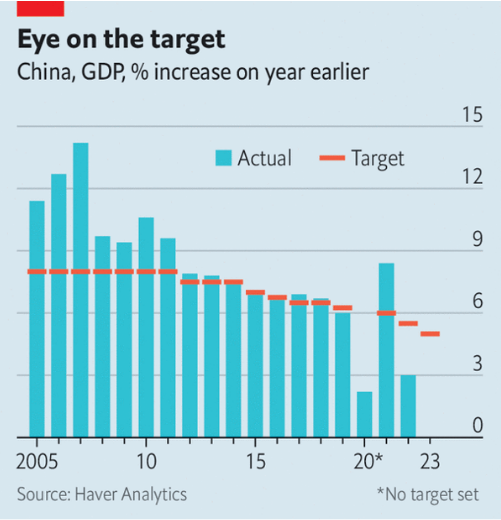 Eye on the target
China, GDP, % increase on year earlier
15
Actual
Target
12
9
6
3
0
2005
10
15
20*
23
Source: Haver Analytics
*No target set